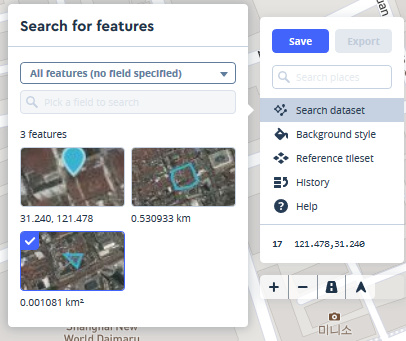 Search for features
All features (no field specified)
Pick a field to search
3 features
31.240, 121.478
0.530933 km
0.001081 km²
Save
Export
Search places
Search dataset
Background style
Reference tileset
History
Help
17 121.478,31.240
미니소
Shanghai New
World Daimaru